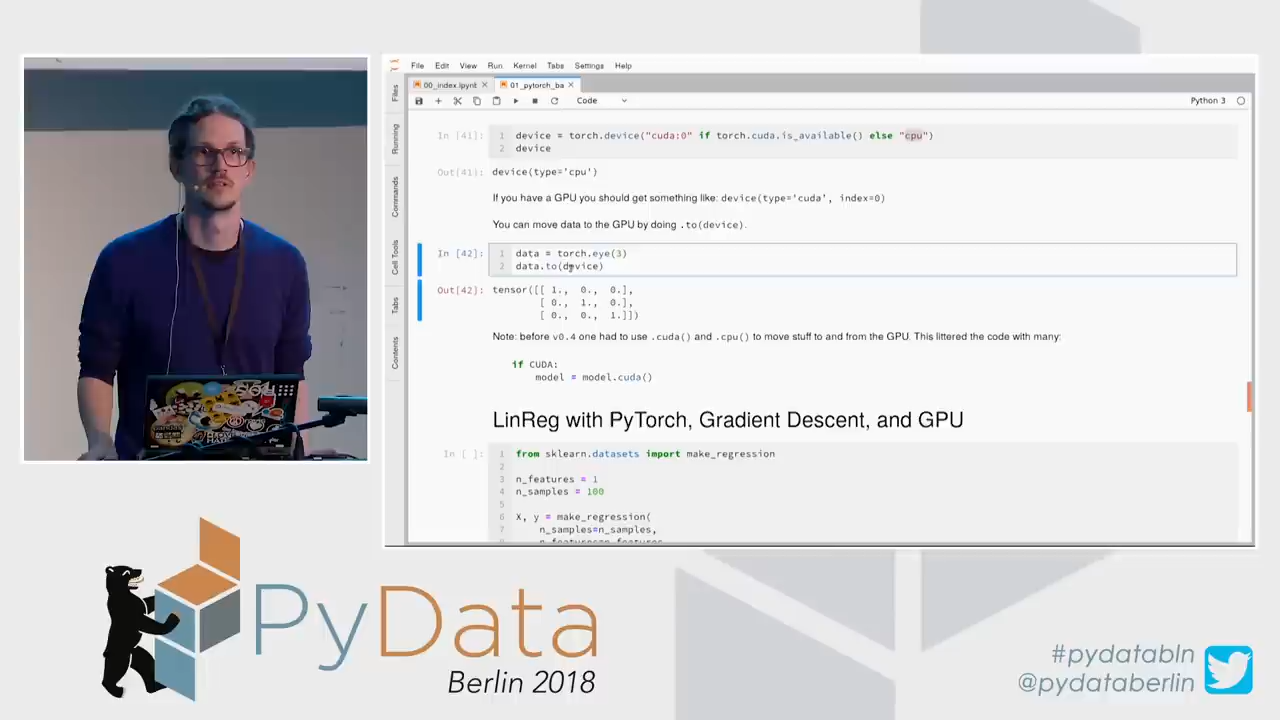 File Edit View Run Kernel Tabs Settings Help
00_index.ipynt
01_pytorch_ba
Code
Python 3
Files
Running
Commands
Cell Tools
Tabs
Contents
In [41]:
1 device = torch.device("cuda:0" if torch.cuda.is_available() else "cpu")
2 device
Out[41]: device(type='cpu')
If you have a GPU you should get something like: device(type='cuda', index=0)
You can move data to the GPU by doing .to(device).
In [42]:
1 data = torch.eye(3)
2 data.to(device)
Out[42]: tensor([[ 1., 0., 0.],
[ 0., 1., 0.],
[ 0., 0., 1.]])
Note: before v0.4 one had to use .cuda() and .cpu() to move stuff to and from the GPU. This littered the code with many:
if CUDA:
model = model.cuda()
LinReg with PyTorch, Gradient Descent, and GPU
In [ ]:
1 from sklearn.datasets import make_regression
2
3 n_features = 1
4 n_samples = 100
5
6 X, y = make_regression(
7 n_samples=n_samples,
PyData
Berlin 2018
#pydatabln
@pydataberlin